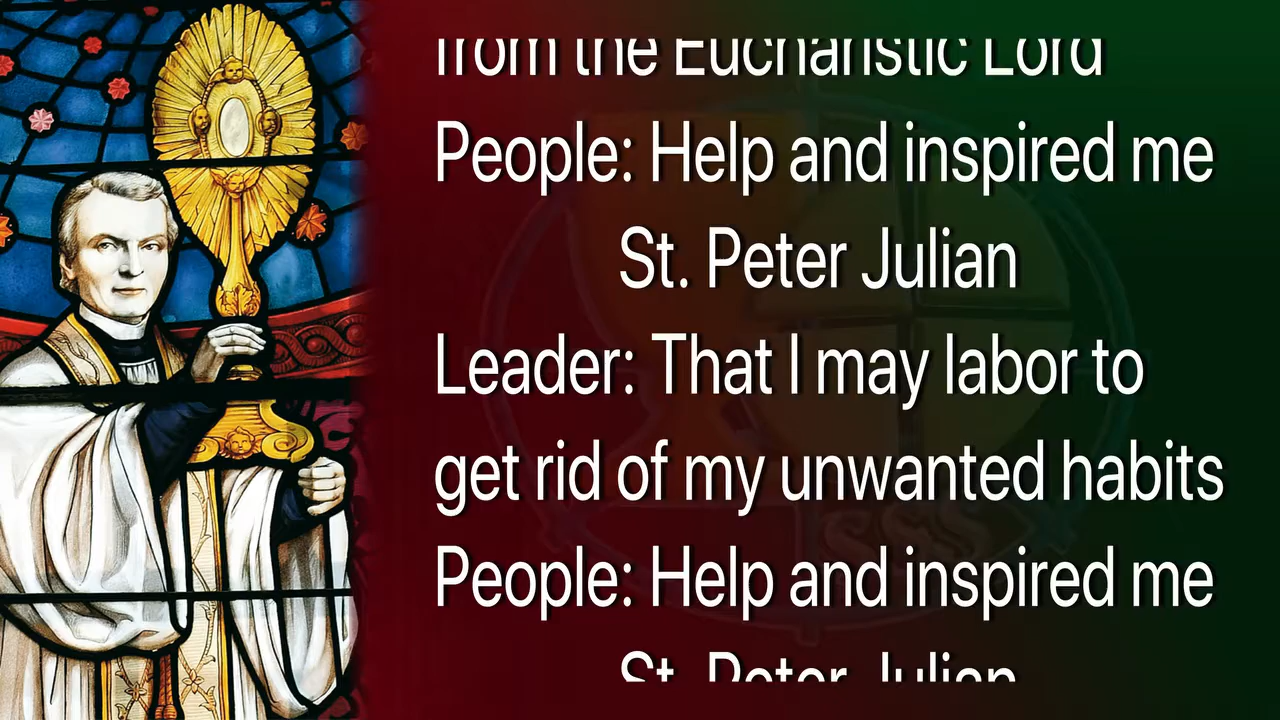 from the Eucharistic Lord
People: Help and inspired me
St. Peter Julian
Leader: That I may labor to
get rid of my unwanted habits
People: Help and inspired me
St. Peter Julian
sss